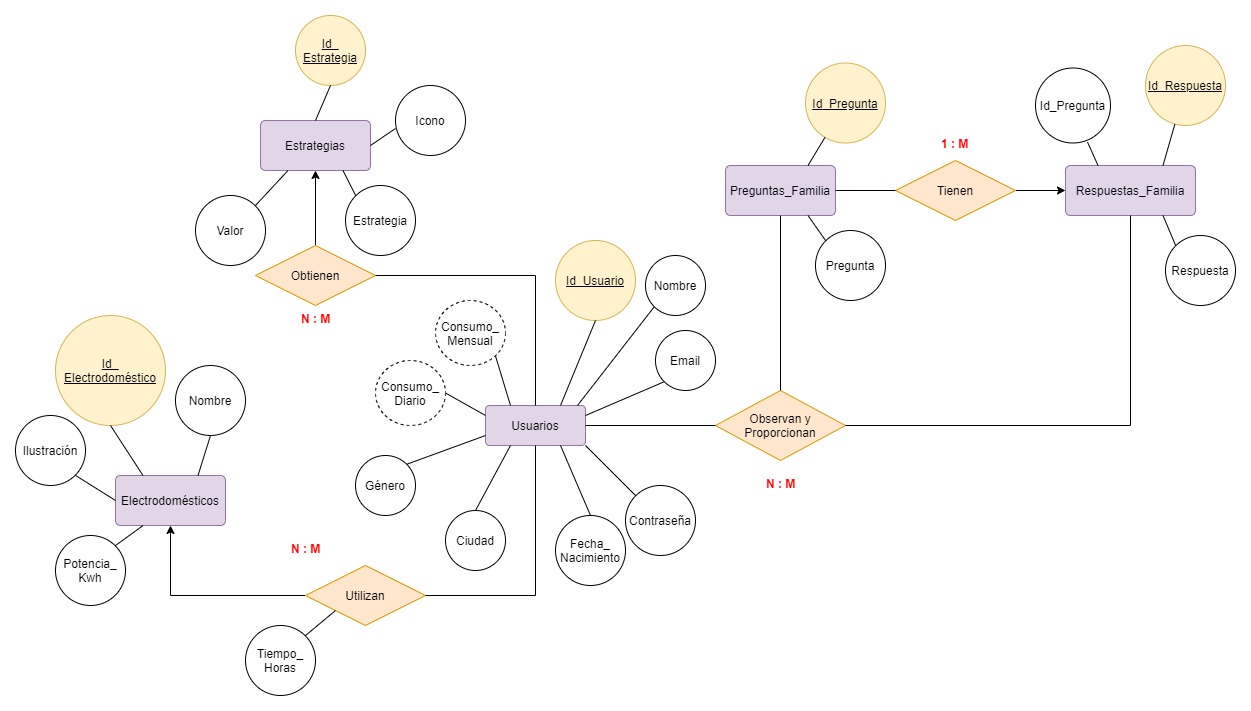 Id_
Estrategia
Icono
Estrategias
Valor
Estrategia
Obtienen
N : M
Id_Pregunta
Preguntas_Familia
Pregunta
1 : M
Tienen
Id_Pregunta
Id_Respuesta
Respuestas_Familia
Respuesta
Id_Usuario
Nombre
Email
Consumo_
Mensual
Consumo_
Diario
Usuarios
Género
Ciudad
Fecha_
Nacimiento
Contraseña
Observan y
Proporcionan
N : M
Id_
Electrodoméstico
Nombre
Ilustración
Electrodomésticos
Potencia_
Kwh
N : M
Utilizan
Tiempo_
Horas